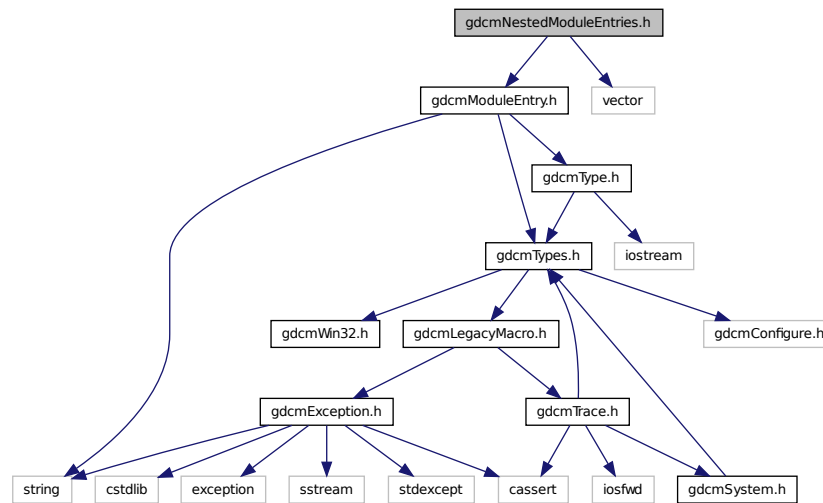 gdcmNestedModuleEntries.h
gdcmModuleEntry.h
vector
gdcmType.h
gdcmTypes.h
iostream
gdcmWin32.h
gdcmLegacyMacro.h
gdcmConfigure.h
gdcmException.h
gdcmTrace.h
string
cstdlib
exception
sstream
stdexcept
cassert
iosfwd
gdcmSystem.h